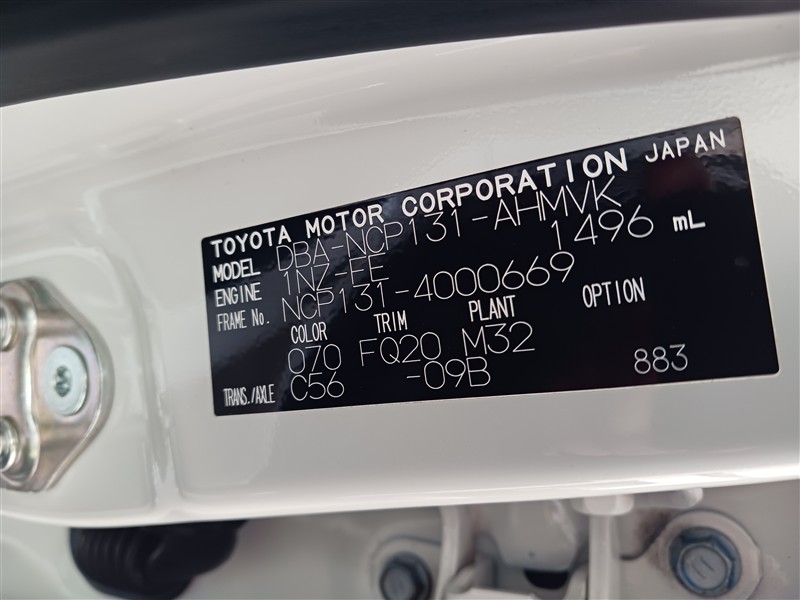 TOYOTA MOTOR CORPORATION JAPAN
MODEL DBA-NCP131-AHMVK
ENGINE 1NZ-FE 1496 mL
FRAME No. NCP131-4000669
COLOR TRIM PLANT OPTION
070 FQ20 M32
TRANS./AXLE C56 -09B 883